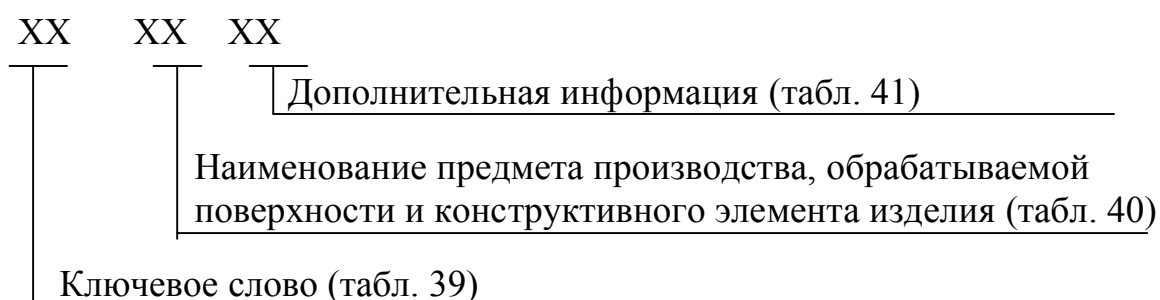 ХХ ХХ ХХ
Дополнительная информация (табл. 41)
Наименование предмета производства, обрабатываемой
поверхности и конструктивного элемента изделия (табл. 40)
Ключевое слово (табл. 39)